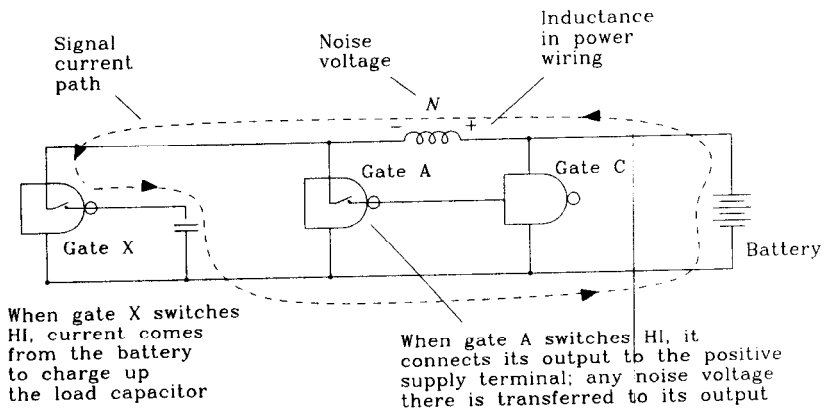 Signal
current
path
Noise
voltage
Inductance
in power
wiring
N
− +
Gate A
Gate C
Gate X
Battery
When gate X switches
HI, current comes
from the battery
to charge up
the load capacitor
When gate A switches HI, it
connects its output to the positive
supply terminal; any noise voltage
there is transferred to its output